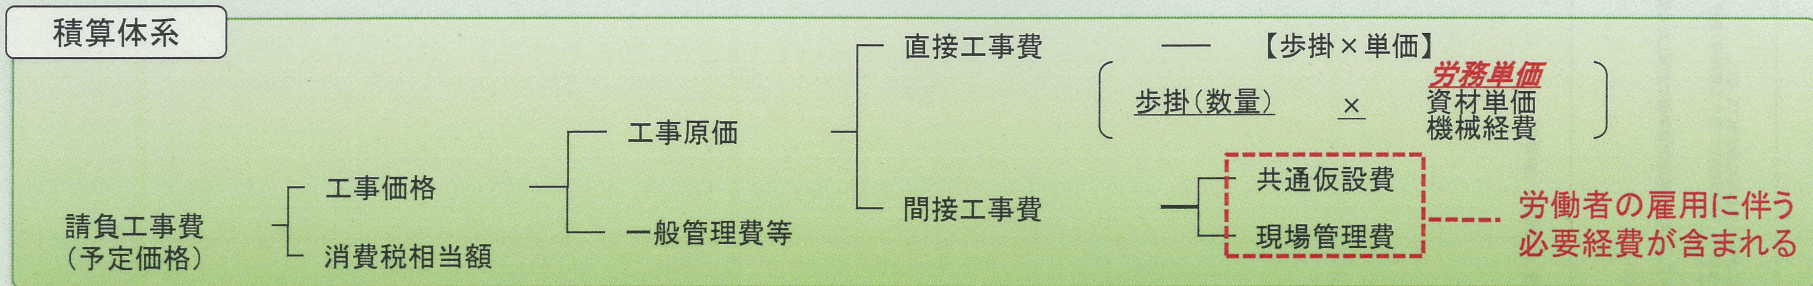 積算体系
請負工事費
(予定価格)
工事価格
消費税相当額
工事原価
一般管理費等
直接工事費
【歩掛×単価】
歩掛(数量) × 労務単価
資材単価
機械経費
間接工事費
共通仮設費
現場管理費
労働者の雇用に伴う
必要経費が含まれる